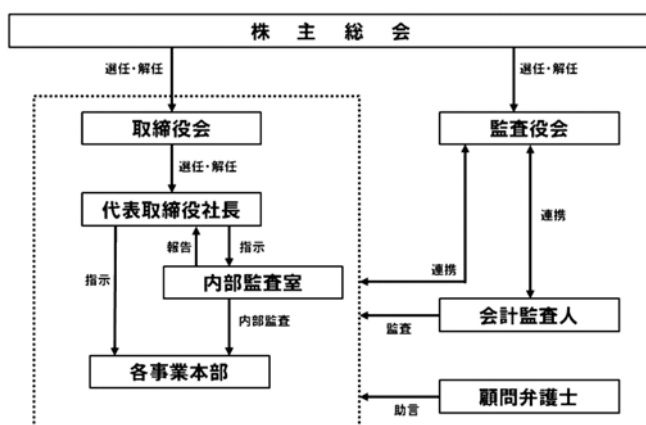 株主総会
選任・解任
選任・解任
取締役会
監査役会
選任・解任
代表取締役社長
連携
報告
指示
指示
内部監査室
連携
内部監査
監査
会計監査人
各事業本部
助言
顧問弁護士